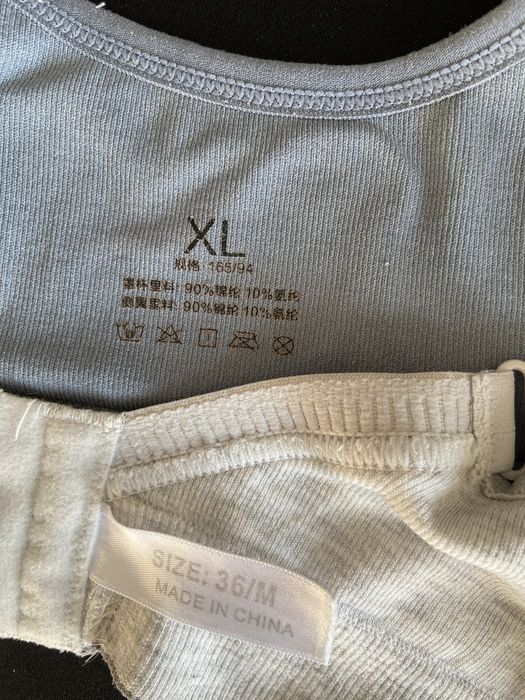 XL
规格: 165/94
罩杯里料: 90%锦纶 10%氨纶
侧翼里料: 90%锦纶 10%氨纶
SIZE: 36/M
MADE IN CHINA